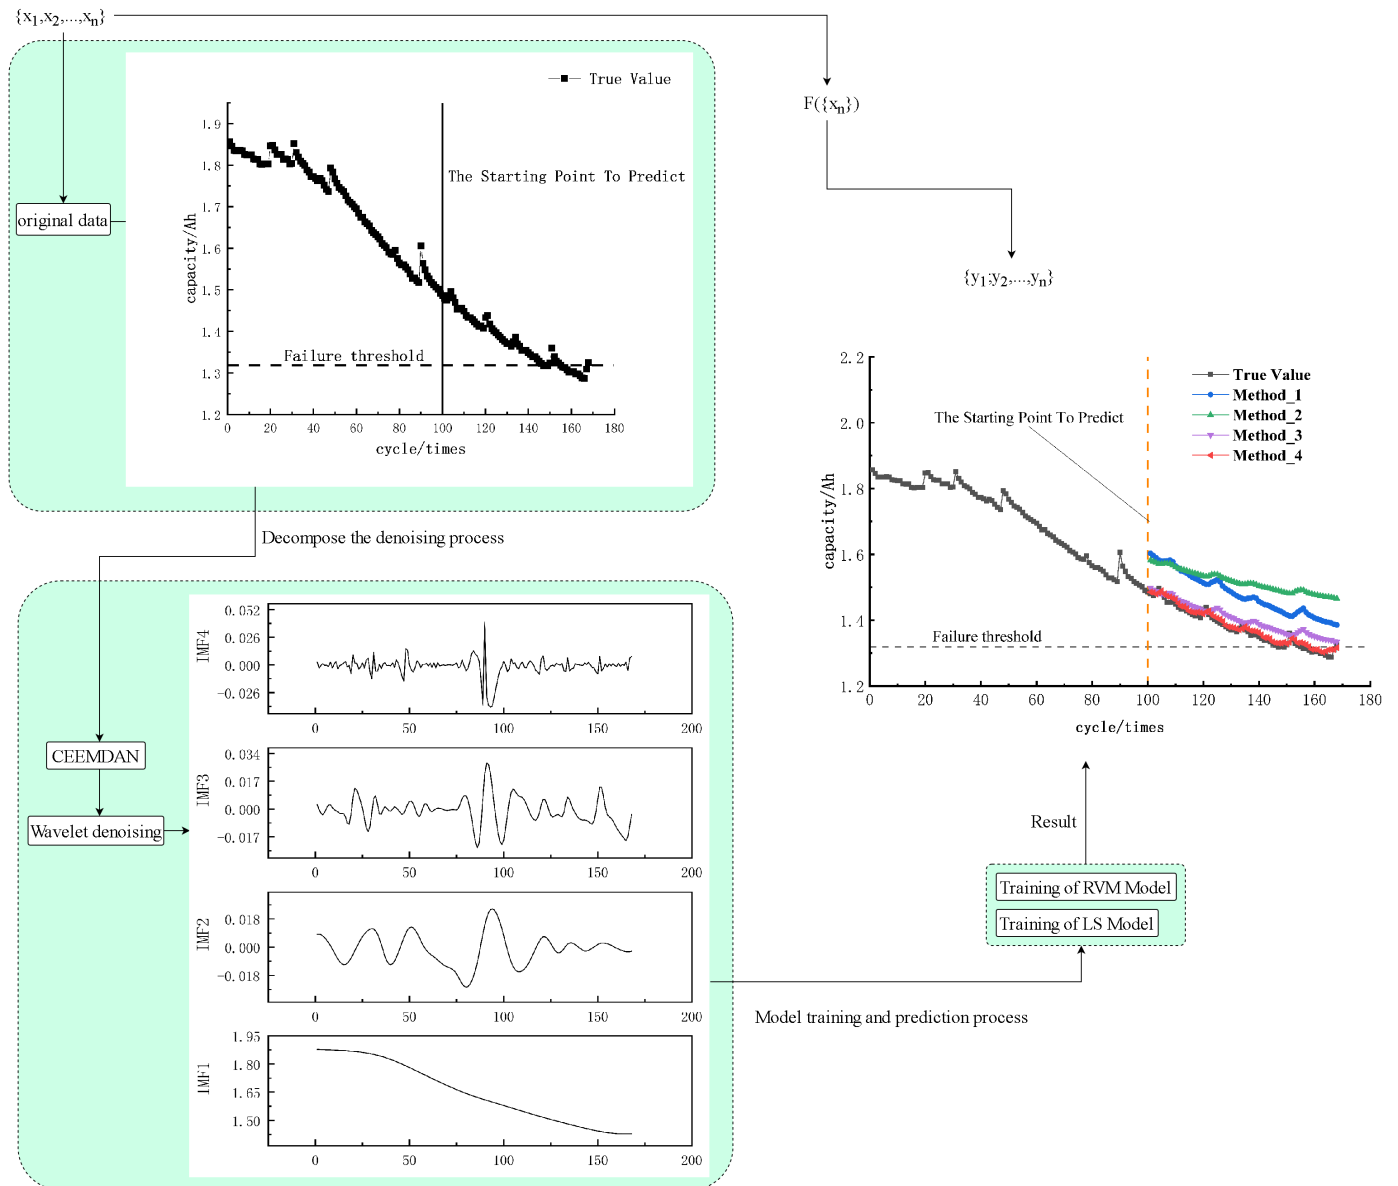 {x1,x2,...,xn}
True Value
1.9
1.8
1.7
1.6
1.5
1.4
1.3
1.2
capacity/Ah
The Starting Point To Predict
Failure threshold
0 20 40 60 80 100 120 140 160 180
cycle/times
original data
F({xn})
{y1;y2,...,yn}
Decompose the denoising process
CEEMDAN
Wavelet denoising
IMF4
0.052
0.026
0.000
-0.026
0 50 100 150 200
IMF3
0.034
0.017
0.000
-0.017
0 50 100 150 200
IMF2
0.018
0.000
-0.018
0 50 100 150 200
IMF1
1.95
1.80
1.65
1.50
0 50 100 150 200
Model training and prediction process
Training of RVM Model
Training of LS Model
Result
2.2
2.0
1.8
1.6
1.4
1.2
capacity/Ah
True Value
Method_1
Method_2
Method_3
Method_4
The Starting Point To Predict
Failure threshold
0 20 40 60 80 100 120 140 160 180
cycle/times